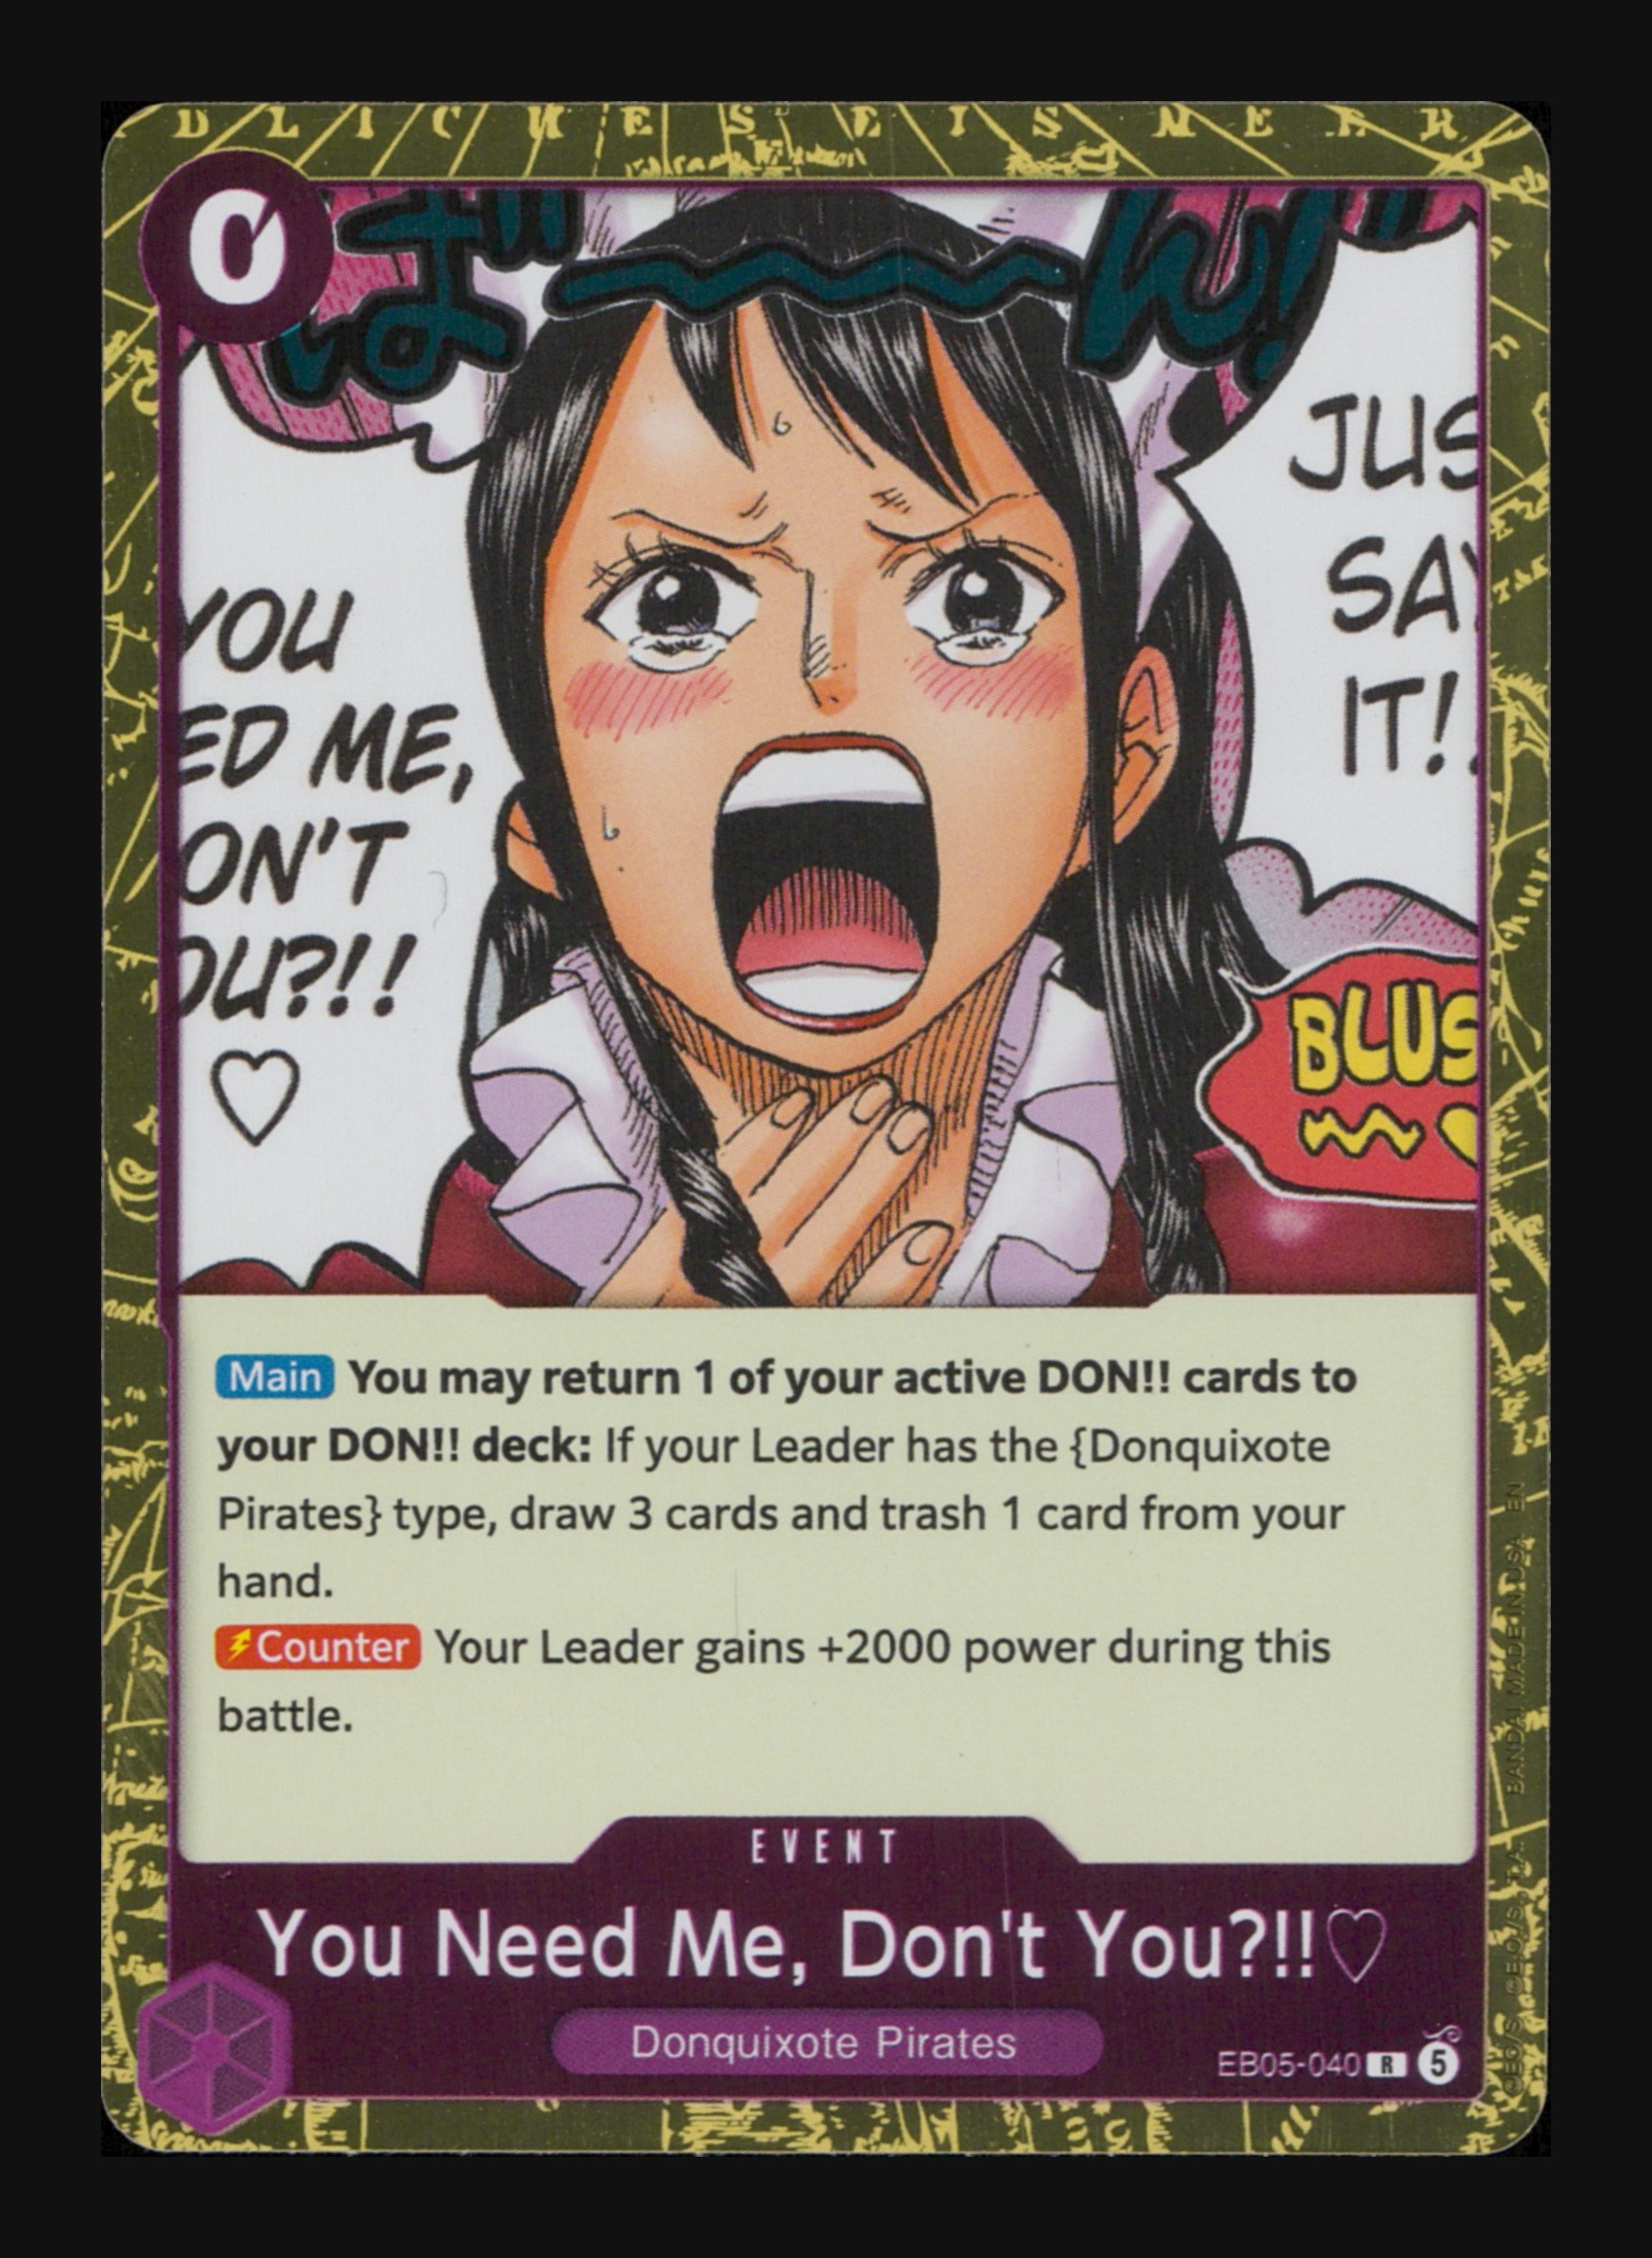 D L I C H E S E I S M E E R
0
ば～～ん!
YOU
ED ME,
ON'T
OU?!!
♡
JUS
SAY
IT!
BLUS
Main You may return 1 of your active DON!! cards to
your DON!! deck: If your Leader has the {Donquixote
Pirates} type, draw 3 cards and trash 1 card from your
hand.
Counter Your Leader gains +2000 power during this
battle.
EVENT
You Need Me, Don't You?!!♡
Donquixote Pirates
EB05-040 R 5
BANDAI MADE IN USA EN